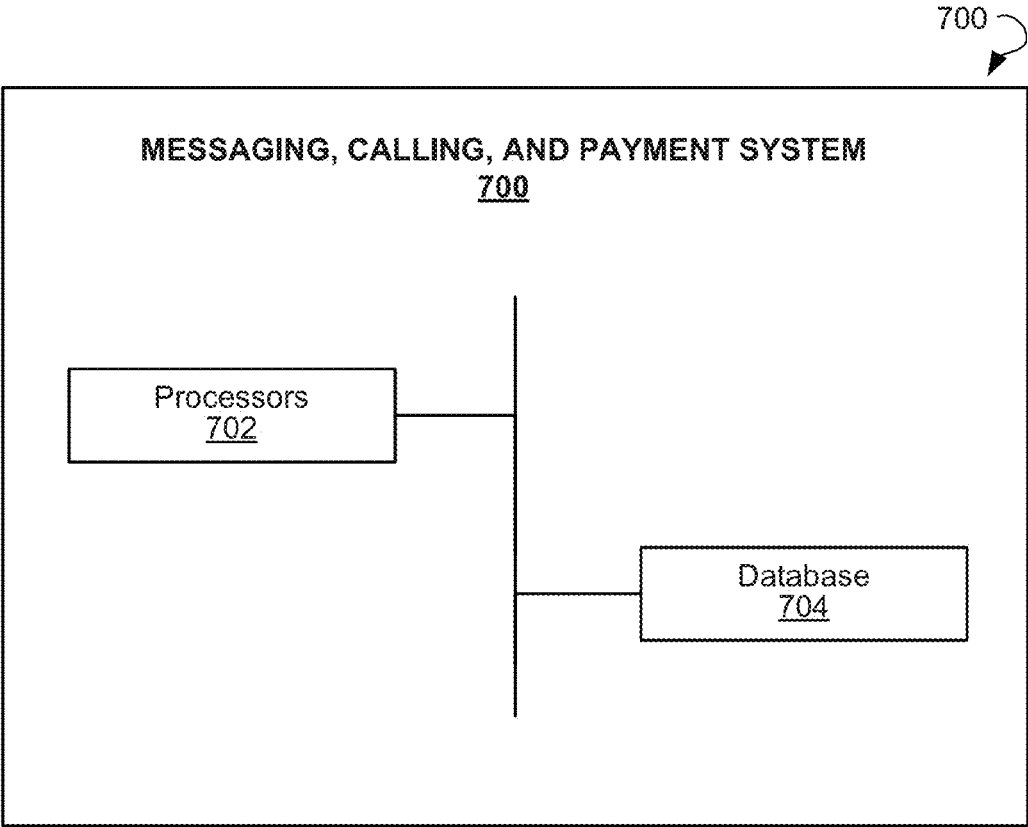 700
MESSAGING, CALLING, AND PAYMENT SYSTEM
700
Processors
702
Database
704